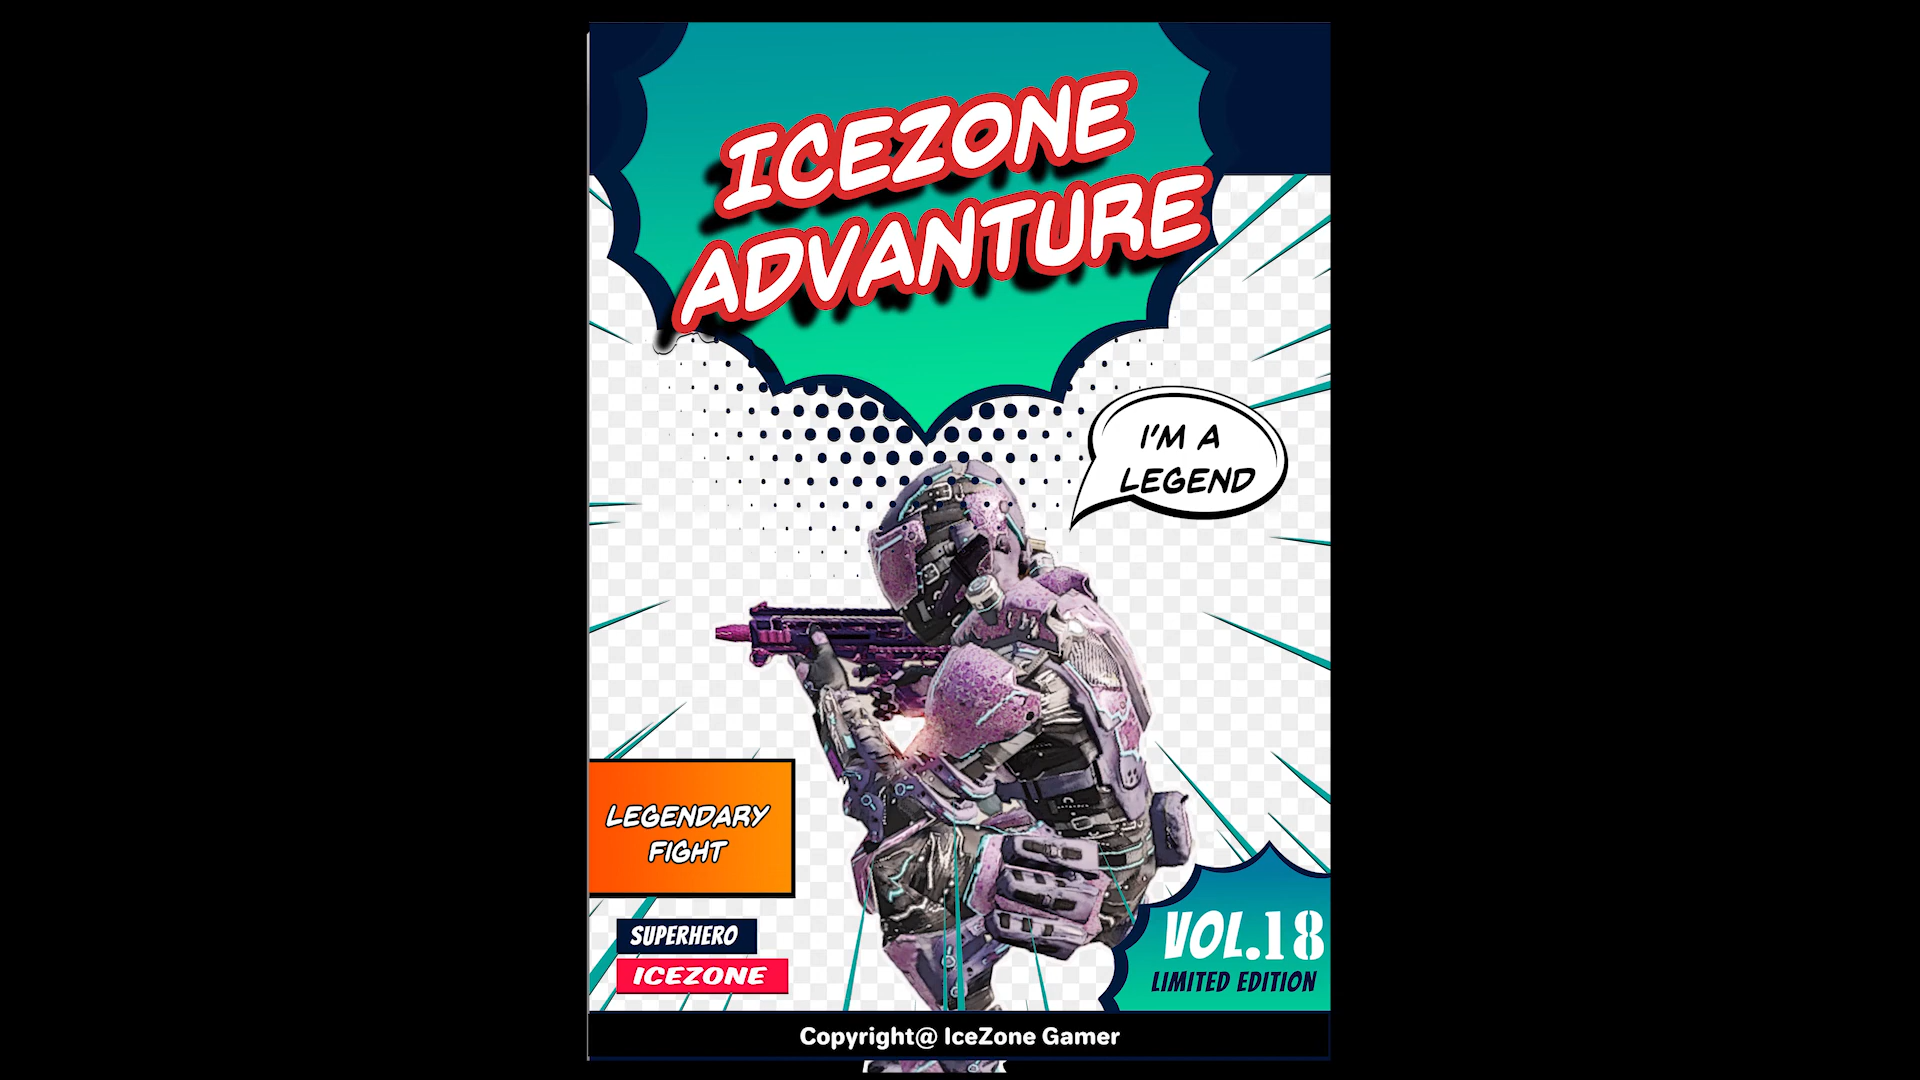 ICEZONE
ADVANTURE
I'M A
LEGEND
LEGENDARY
FIGHT
SUPERHERO
ICEZONE
VOL.18
LIMITED EDITION
Copyright@ IceZone Gamer